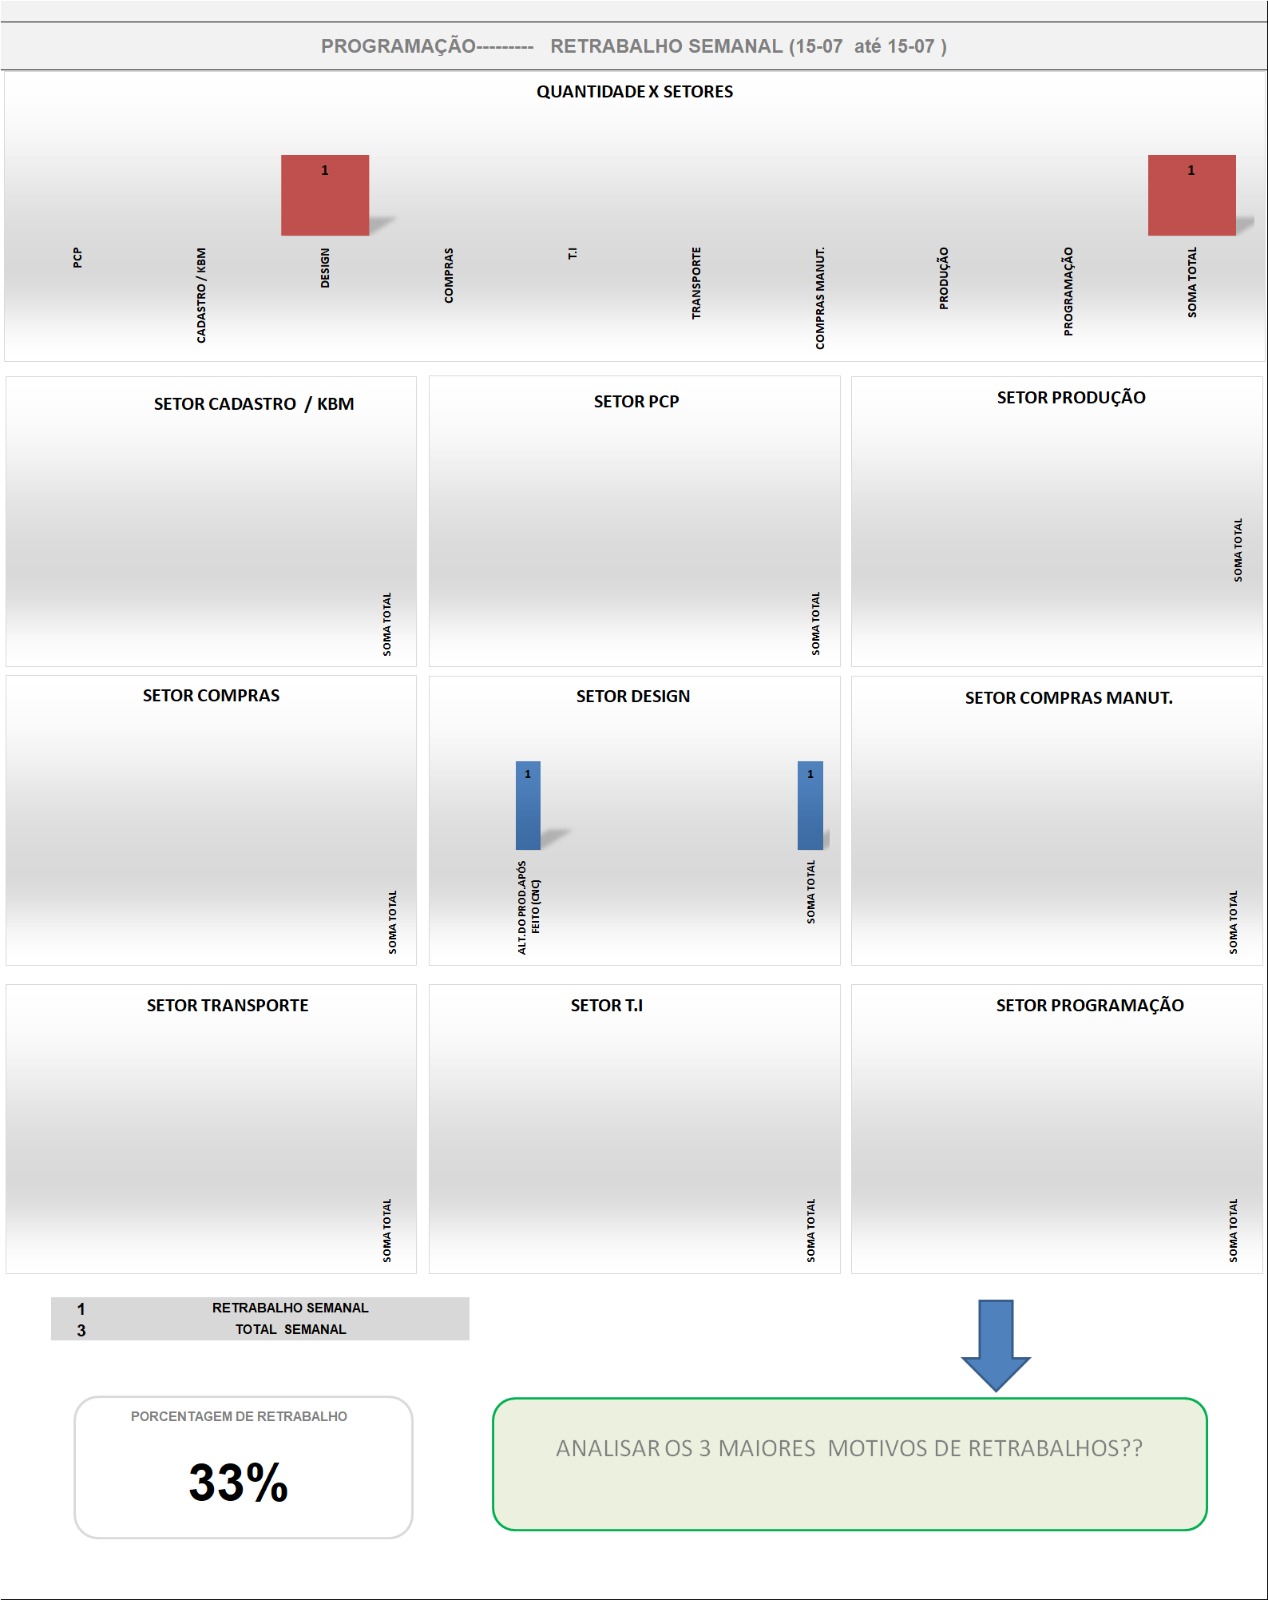 PROGRAMAÇÃO--------- RETRABALHO SEMANAL (15-07 até 15-07 )
QUANTIDADE X SETORES
1
1
PCP
CADASTRO / KBM
DESIGN
COMPRAS
T.I
TRANSPORTE
COMPRAS MANUT.
PRODUÇÃO
PROGRAMAÇÃO
SOMA TOTAL
SETOR CADASTRO / KBM
SOMA TOTAL
SETOR PCP
SOMA TOTAL
SETOR PRODUÇÃO
SOMA TOTAL
SETOR COMPRAS
SOMA TOTAL
SETOR DESIGN
1
1
ALT.DO PROD.APÓS
FEITO (CNC)
SOMA TOTAL
SETOR COMPRAS MANUT.
SOMA TOTAL
SETOR TRANSPORTE
SOMA TOTAL
SETOR T.I
SOMA TOTAL
SETOR PROGRAMAÇÃO
SOMA TOTAL
1 RETRABALHO SEMANAL
3 TOTAL SEMANAL
PORCENTAGEM DE RETRABALHO
33%
ANALISAR OS 3 MAIORES MOTIVOS DE RETRABALHOS??